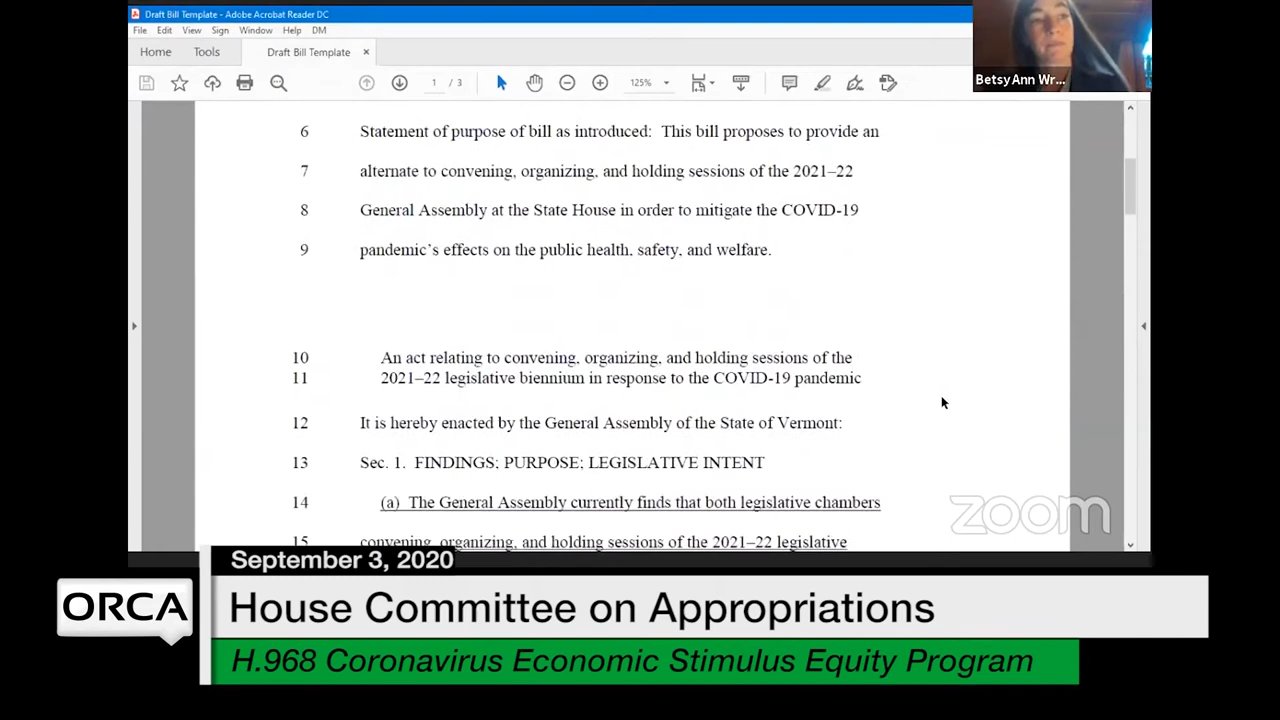 Draft Bill Template - Adobe Acrobat Reader DC
File Edit View Sign Window Help DM
Home Tools Draft Bill Template ×
1 / 3 125%
BetsyAnn Wr...
6 Statement of purpose of bill as introduced: This bill proposes to provide an
7 alternate to convening, organizing, and holding sessions of the 2021–22
8 General Assembly at the State House in order to mitigate the COVID-19
9 pandemic's effects on the public health, safety, and welfare.
10 An act relating to convening, organizing, and holding sessions of the
11 2021–22 legislative biennium in response to the COVID-19 pandemic
12 It is hereby enacted by the General Assembly of the State of Vermont:
13 Sec. 1. FINDINGS; PURPOSE; LEGISLATIVE INTENT
14 (a) The General Assembly currently finds that both legislative chambers
15 convening, organizing, and holding sessions of the 2021–22 legislative
zoom
September 3, 2020
ORCA
House Committee on Appropriations
H.968 Coronavirus Economic Stimulus Equity Program